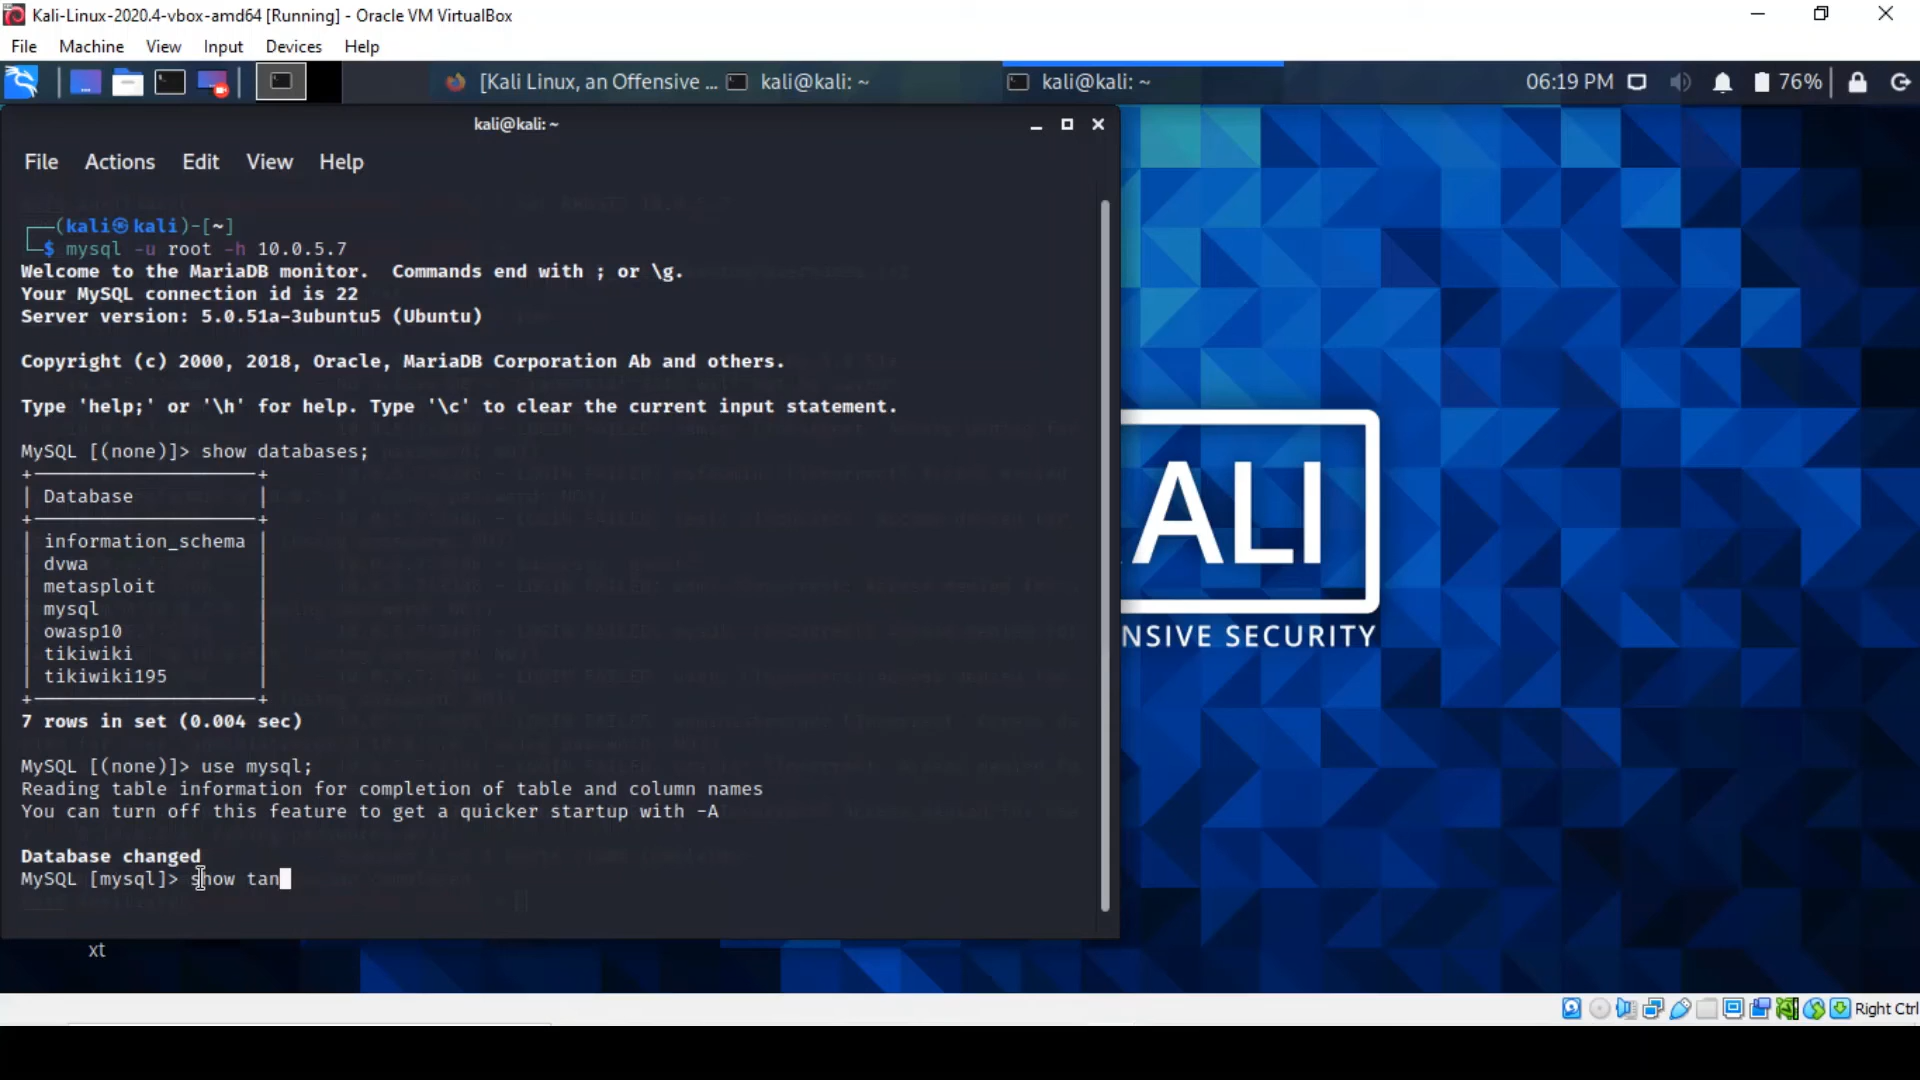 Kali-Linux-2020.4-vbox-amd64 [Running] - Oracle VM VirtualBox
File Machine View Input Devices Help
[Kali Linux, an Offensive ... kali@kali: ~ kali@kali: ~ 06:19 PM 76%
kali@kali: ~
File Actions Edit View Help
(kali㉿kali)-[~]
$ mysql -u root -h 10.0.5.7
Welcome to the MariaDB monitor. Commands end with ; or \g.
Your MySQL connection id is 22
Server version: 5.0.51a-3ubuntu5 (Ubuntu)
Copyright (c) 2000, 2018, Oracle, MariaDB Corporation Ab and others.
Type 'help;' or '\h' for help. Type '\c' to clear the current input statement.
MySQL [(none)]> show databases;
| Database |
| information_schema |
| dvwa |
| metasploit |
| mysql |
| owasp10 |
| tikiwiki |
| tikiwiki195 |
7 rows in set (0.004 sec)
MySQL [(none)]> use mysql;
Reading table information for completion of table and column names
You can turn off this feature to get a quicker startup with -A
Database changed
MySQL [mysql]> show tan
ALI
NSIVE SECURITY
xt
Right Ctrl